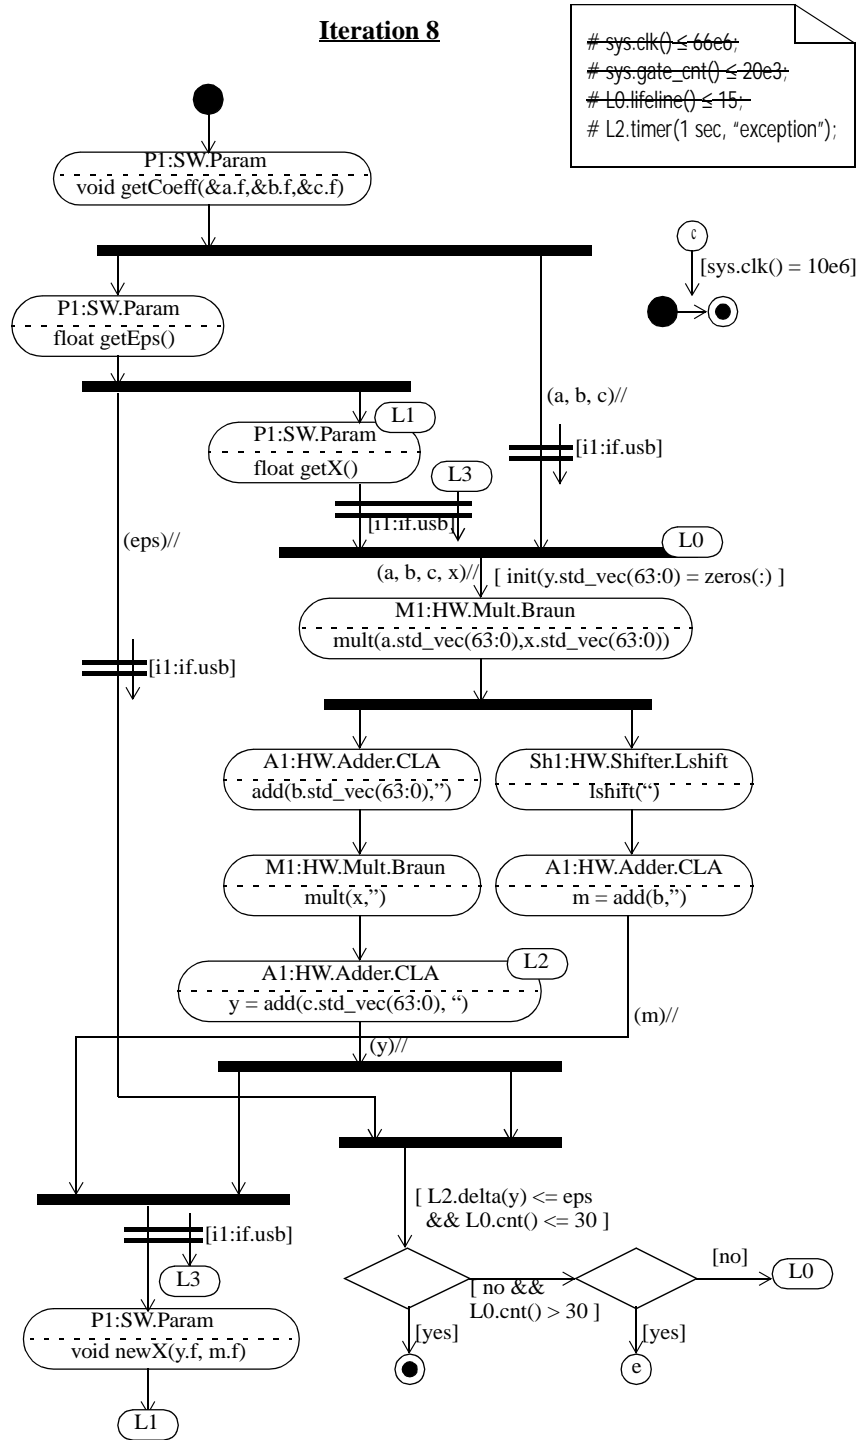 Iteration 8
# sys.clk() ≤ 66e6;
# sys.gate_cnt() ≤ 20e3;
# L0.lifeline() ≤ 15;
# L2.timer(1 sec, “exception”);
P1:SW.Param
void getCoeff(&a.f,&b.f,&c.f)
c
[sys.clk() = 10e6]
P1:SW.Param
float getEps()
(a, b, c)//
L1
P1:SW.Param
float getX()
[i1:if.usb]
L3
[i1:if.usb]
(eps)//
L0
(a, b, c, x)//
[ init(y.std_vec(63:0) = zeros(:) ]
M1:HW.Mult.Braun
mult(a.std_vec(63:0),x.std_vec(63:0))
[i1:if.usb]
A1:HW.Adder.CLA
add(b.std_vec(63:0),”)
Sh1:HW.Shifter.Lshift
lshift(“)
M1:HW.Mult.Braun
mult(x,”)
A1:HW.Adder.CLA
m = add(b,”)
L2
A1:HW.Adder.CLA
y = add(c.std_vec(63:0), “)
(m)//
(y)//
[ L2.delta(y) <= eps
&& L0.cnt() <= 30 ]
[i1:if.usb]
L3
[no]
L0
[ no &&
L0.cnt() > 30 ]
P1:SW.Param
void newX(y.f, m.f)
[yes]
[yes]
e
L1